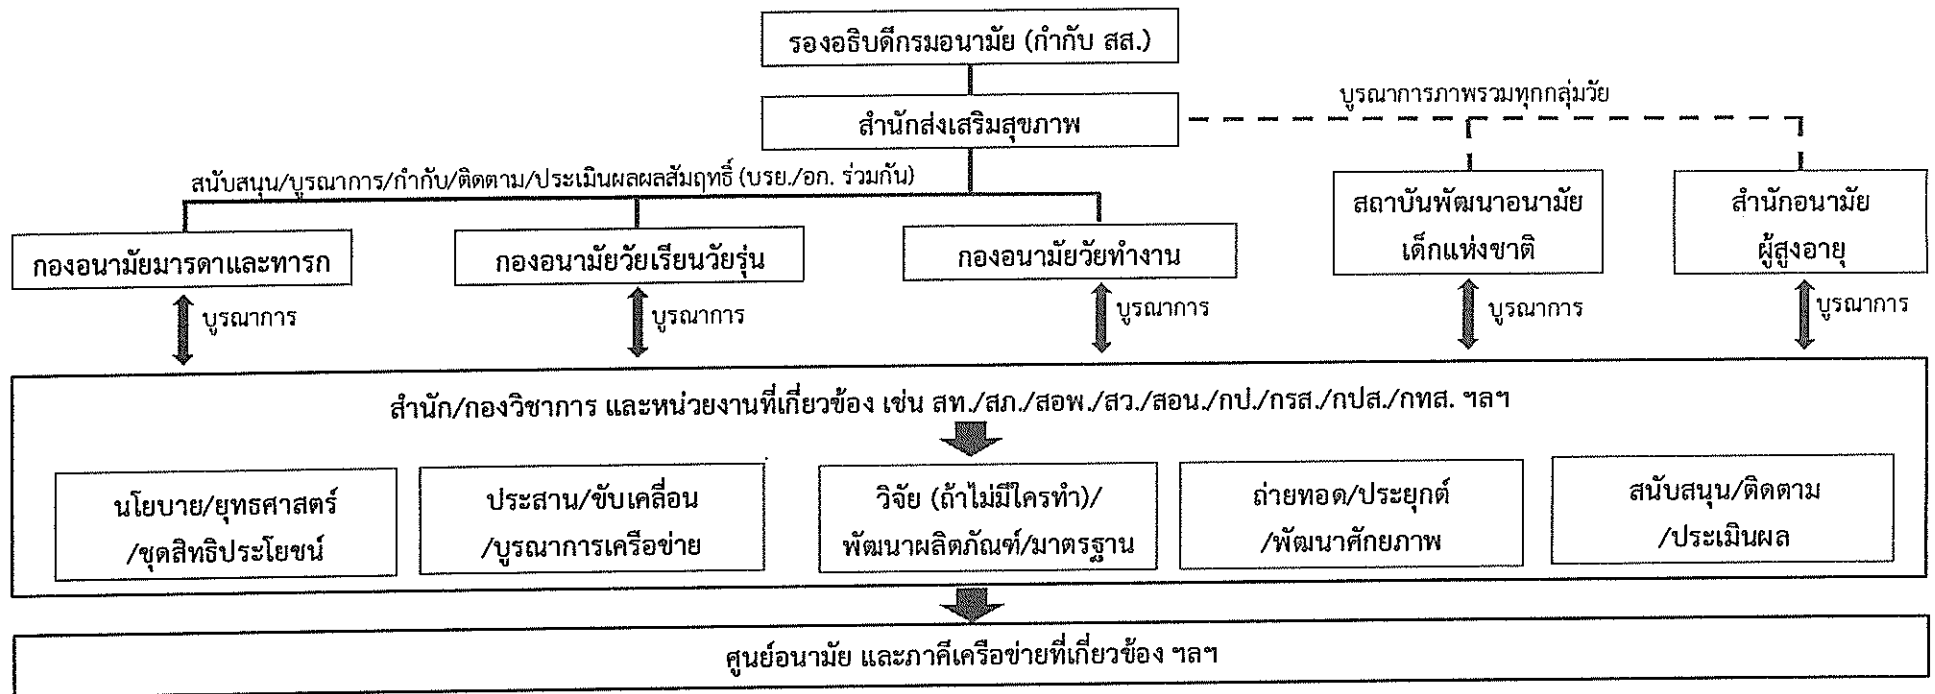 รองอธิบดีกรมอนามัย (กำกับ สส.)
สำนักส่งเสริมสุขภาพ
บูรณาการภาพรวมทุกกลุ่มวัย
สนับสนุน/บูรณาการ/กำกับ/ติดตาม/ประเมินผลผลสัมฤทธิ์ (บรย./อก. ร่วมกัน)
กองอนามัยมารดาและทารก
กองอนามัยวัยเรียนวัยรุ่น
กองอนามัยวัยทำงาน
สถาบันพัฒนาอนามัย
เด็กแห่งชาติ
สำนักอนามัย
ผู้สูงอายุ
บูรณาการ
บูรณาการ
บูรณาการ
บูรณาการ
บูรณาการ
สำนัก/กองวิชาการ และหน่วยงานที่เกี่ยวข้อง เช่น สท./สภ./สอพ./สว./สอน./กป./กรส./กปส./กทส. ฯลฯ
นโยบาย/ยุทธศาสตร์
/ชุดสิทธิประโยชน์
ประสาน/ขับเคลื่อน
/บูรณาการเครือข่าย
วิจัย (ถ้าไม่มีใครทำ)/
พัฒนาผลิตภัณฑ์/มาตรฐาน
ถ่ายทอด/ประยุกต์
/พัฒนาศักยภาพ
สนับสนุน/ติดตาม
/ประเมินผล
ศูนย์อนามัย และภาคีเครือข่ายที่เกี่ยวข้อง ฯลฯ